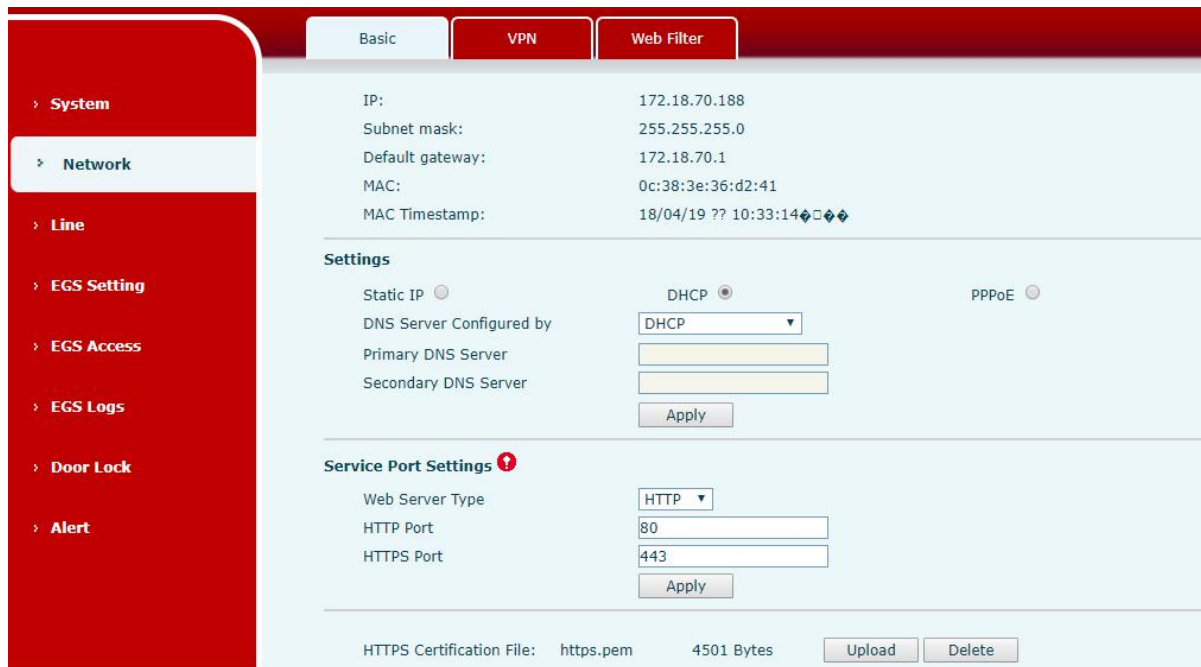 Basic VPN Web Filter
System
Network
Line
EGS Setting
EGS Access
EGS Logs
Door Lock
Alert
IP: 172.18.70.188
Subnet mask: 255.255.255.0
Default gateway: 172.18.70.1
MAC: 0c:38:3e:36:d2:41
MAC Timestamp: 18/04/19 ?? 10:33:14�□��
Settings
Static IP DHCP PPPoE
DNS Server Configured by DHCP
Primary DNS Server
Secondary DNS Server
Apply
Service Port Settings
Web Server Type HTTP
HTTP Port 80
HTTPS Port 443
Apply
HTTPS Certification File: https.pem 4501 Bytes Upload Delete